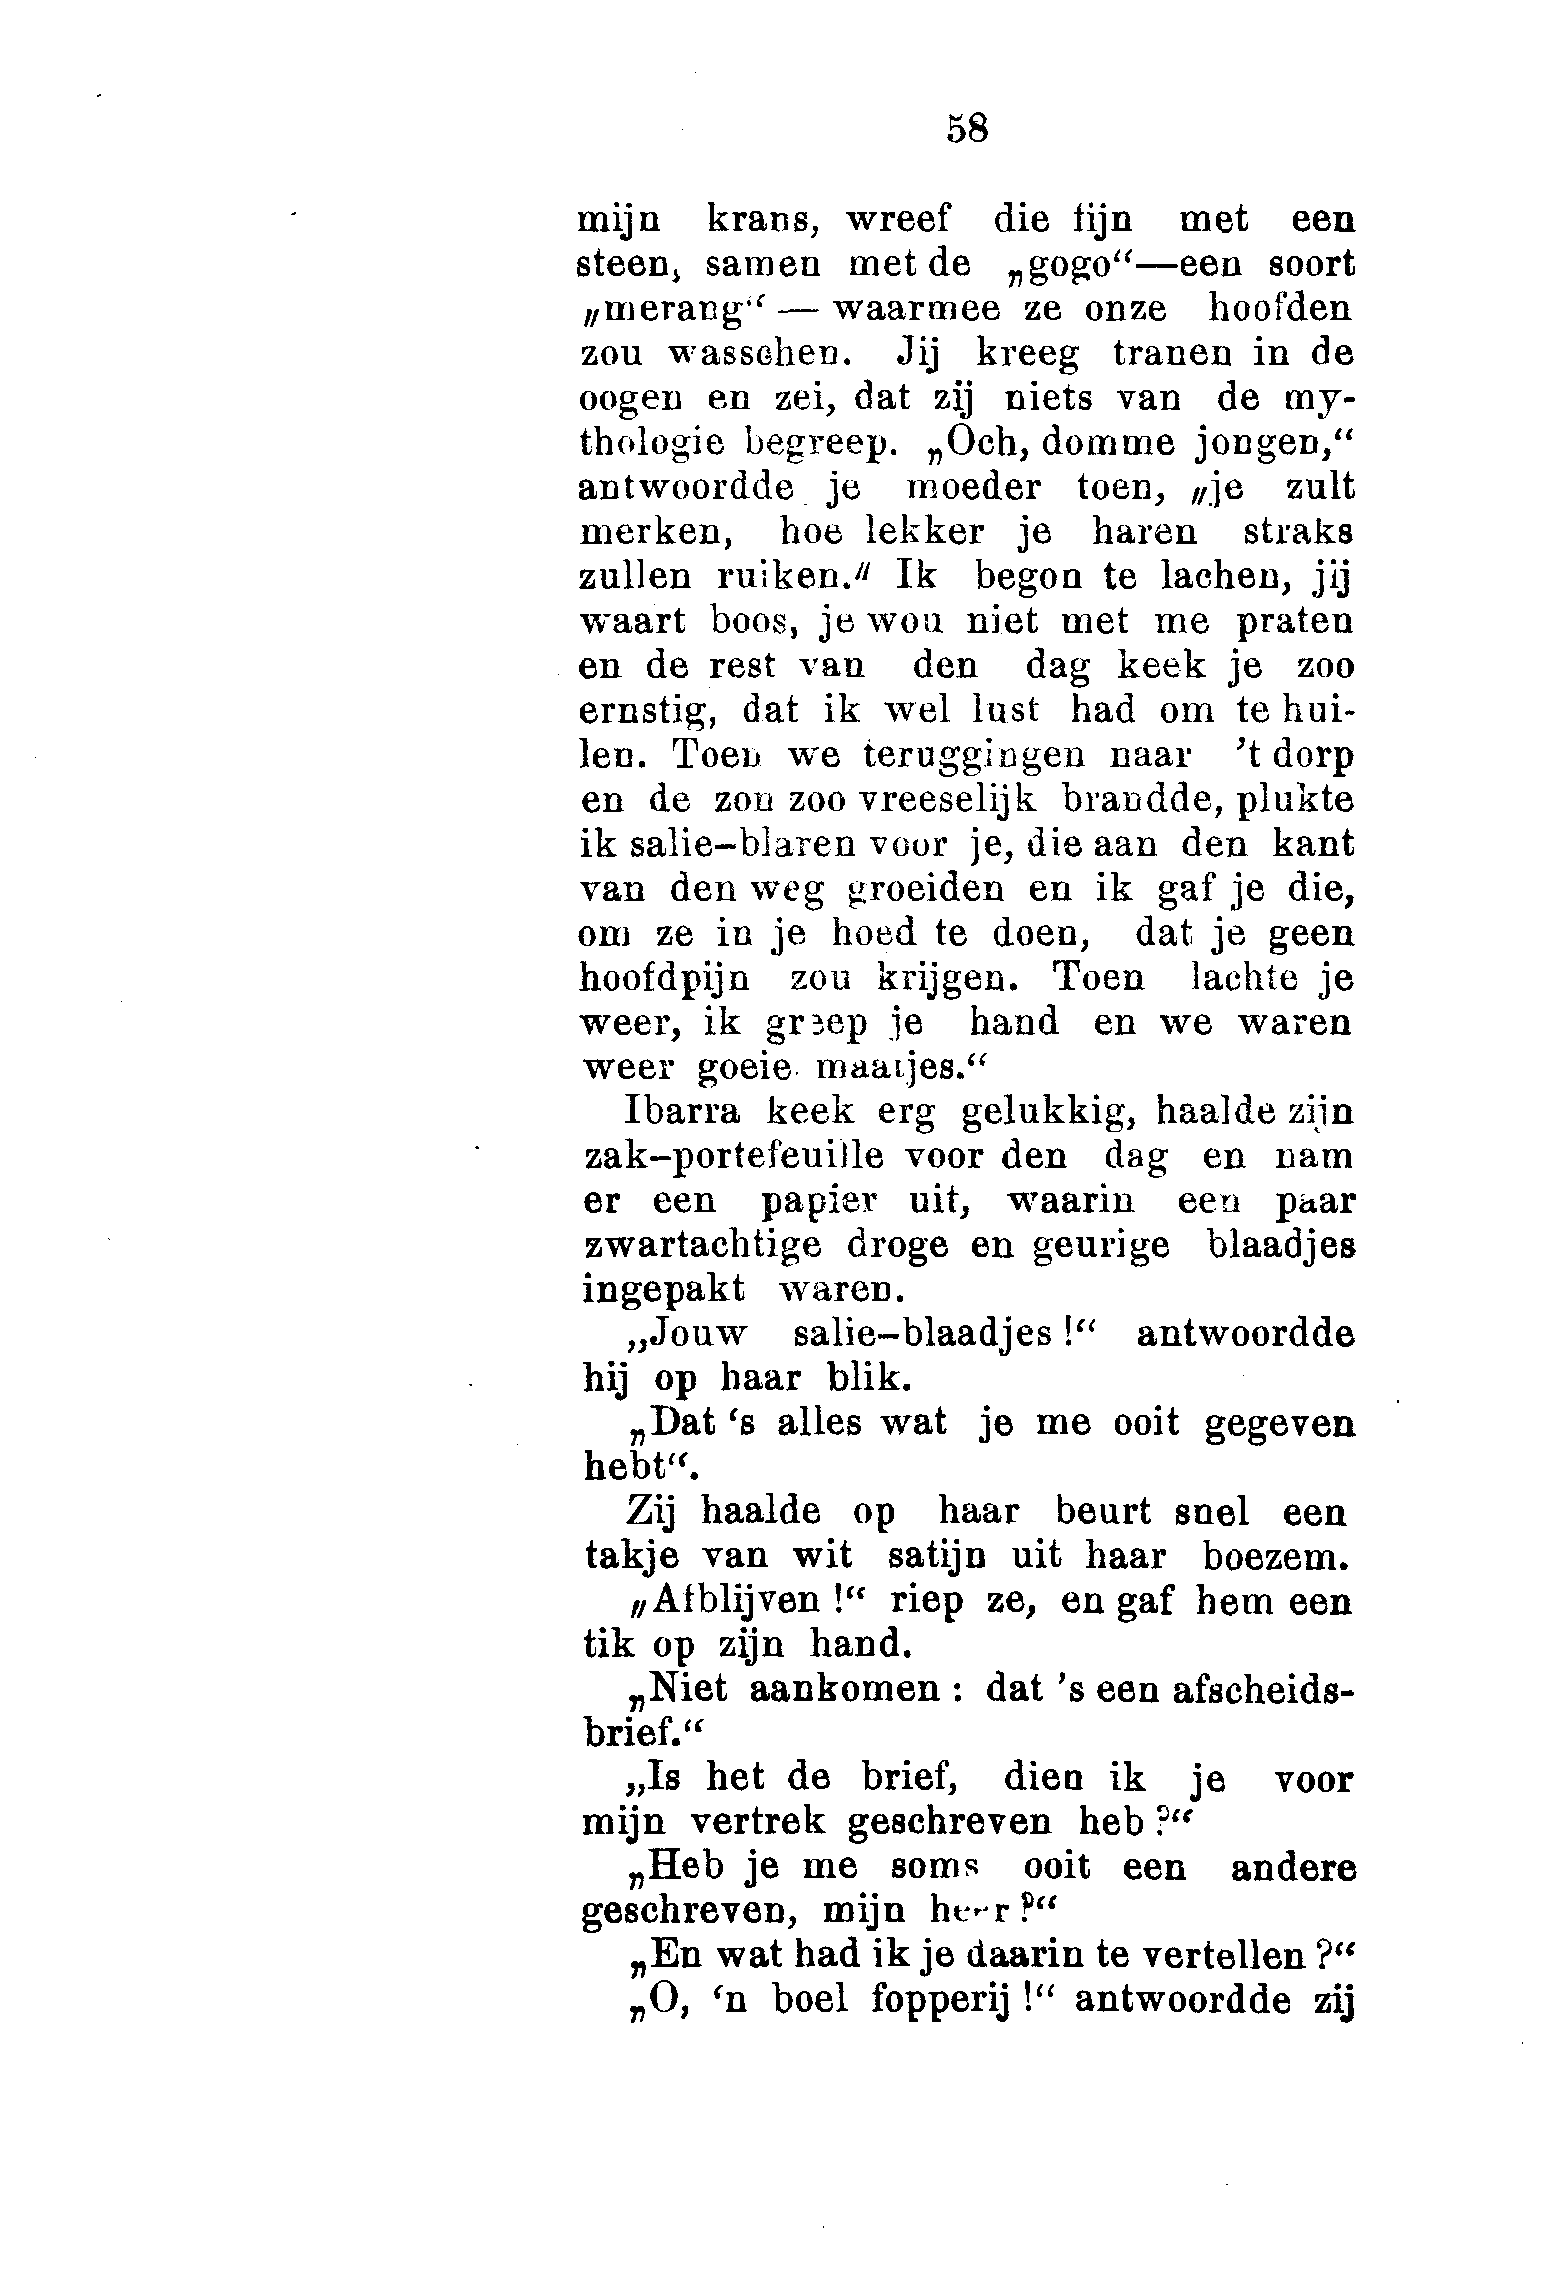 58
mijn krans, wreef die fijn met een
steen, samen met de „gogo“—een soort
„merang“ — waarmee ze onze hoofden
zou wasschen. Jij kreeg tranen in de
oogen en zei, dat zij niets van de my-
thologie begreep. „Och, domme jongen,“
antwoordde je moeder toen, „je zult
merken, hoe lekker je haren straks
zullen ruiken.“ Ik begon te lachen, jij
waart boos, je wou niet met me praten
en de rest van den dag keek je zoo
ernstig, dat ik wel lust had om te hui-
len. Toen we teruggingen naar 't dorp
en de zon zoo vreeselijk brandde, plukte
ik salie-blaren voor je, die aan den kant
van den weg groeiden en ik gaf je die,
om ze in je hoed te doen, dat je geen
hoofdpijn zou krijgen. Toen lachte je
weer, ik greep je hand en we waren
weer goeie maatjes.“
Ibarra keek erg gelukkig, haalde zijn
zak-portefeuille voor den dag en nam
er een papier uit, waarin een paar
zwartachtige droge en geurige blaadjes
ingepakt waren.
„Jouw salie-blaadjes !“ antwoordde
hij op haar blik.
„Dat ‘s alles wat je me ooit gegeven
hebt“.
Zij haalde op haar beurt snel een
takje van wit satijn uit haar boezem.
„Afblijven !“ riep ze, en gaf hem een
tik op zijn hand.
„Niet aankomen : dat 's een afscheids-
brief.“
„Is het de brief, dien ik je voor
mijn vertrek geschreven heb ?“
„Heb je me soms ooit een andere
geschreven, mijn heer ?“
„En wat had ik je daarin te vertellen ?“
„O, ‘n boel fopperij !“ antwoordde zij